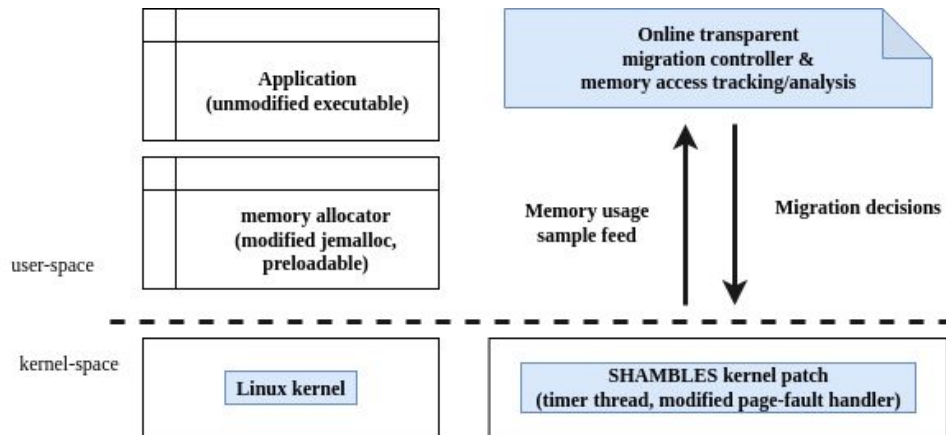 Application
(unmodified executable)
Online transparent
migration controller &
memory access tracking/analysis
memory allocator
(modified jemalloc,
preloadable)
Memory usage
sample feed
Migration decisions
user-space
kernel-space
Linux kernel
SHAMBLES kernel patch
(timer thread, modified page-fault handler)